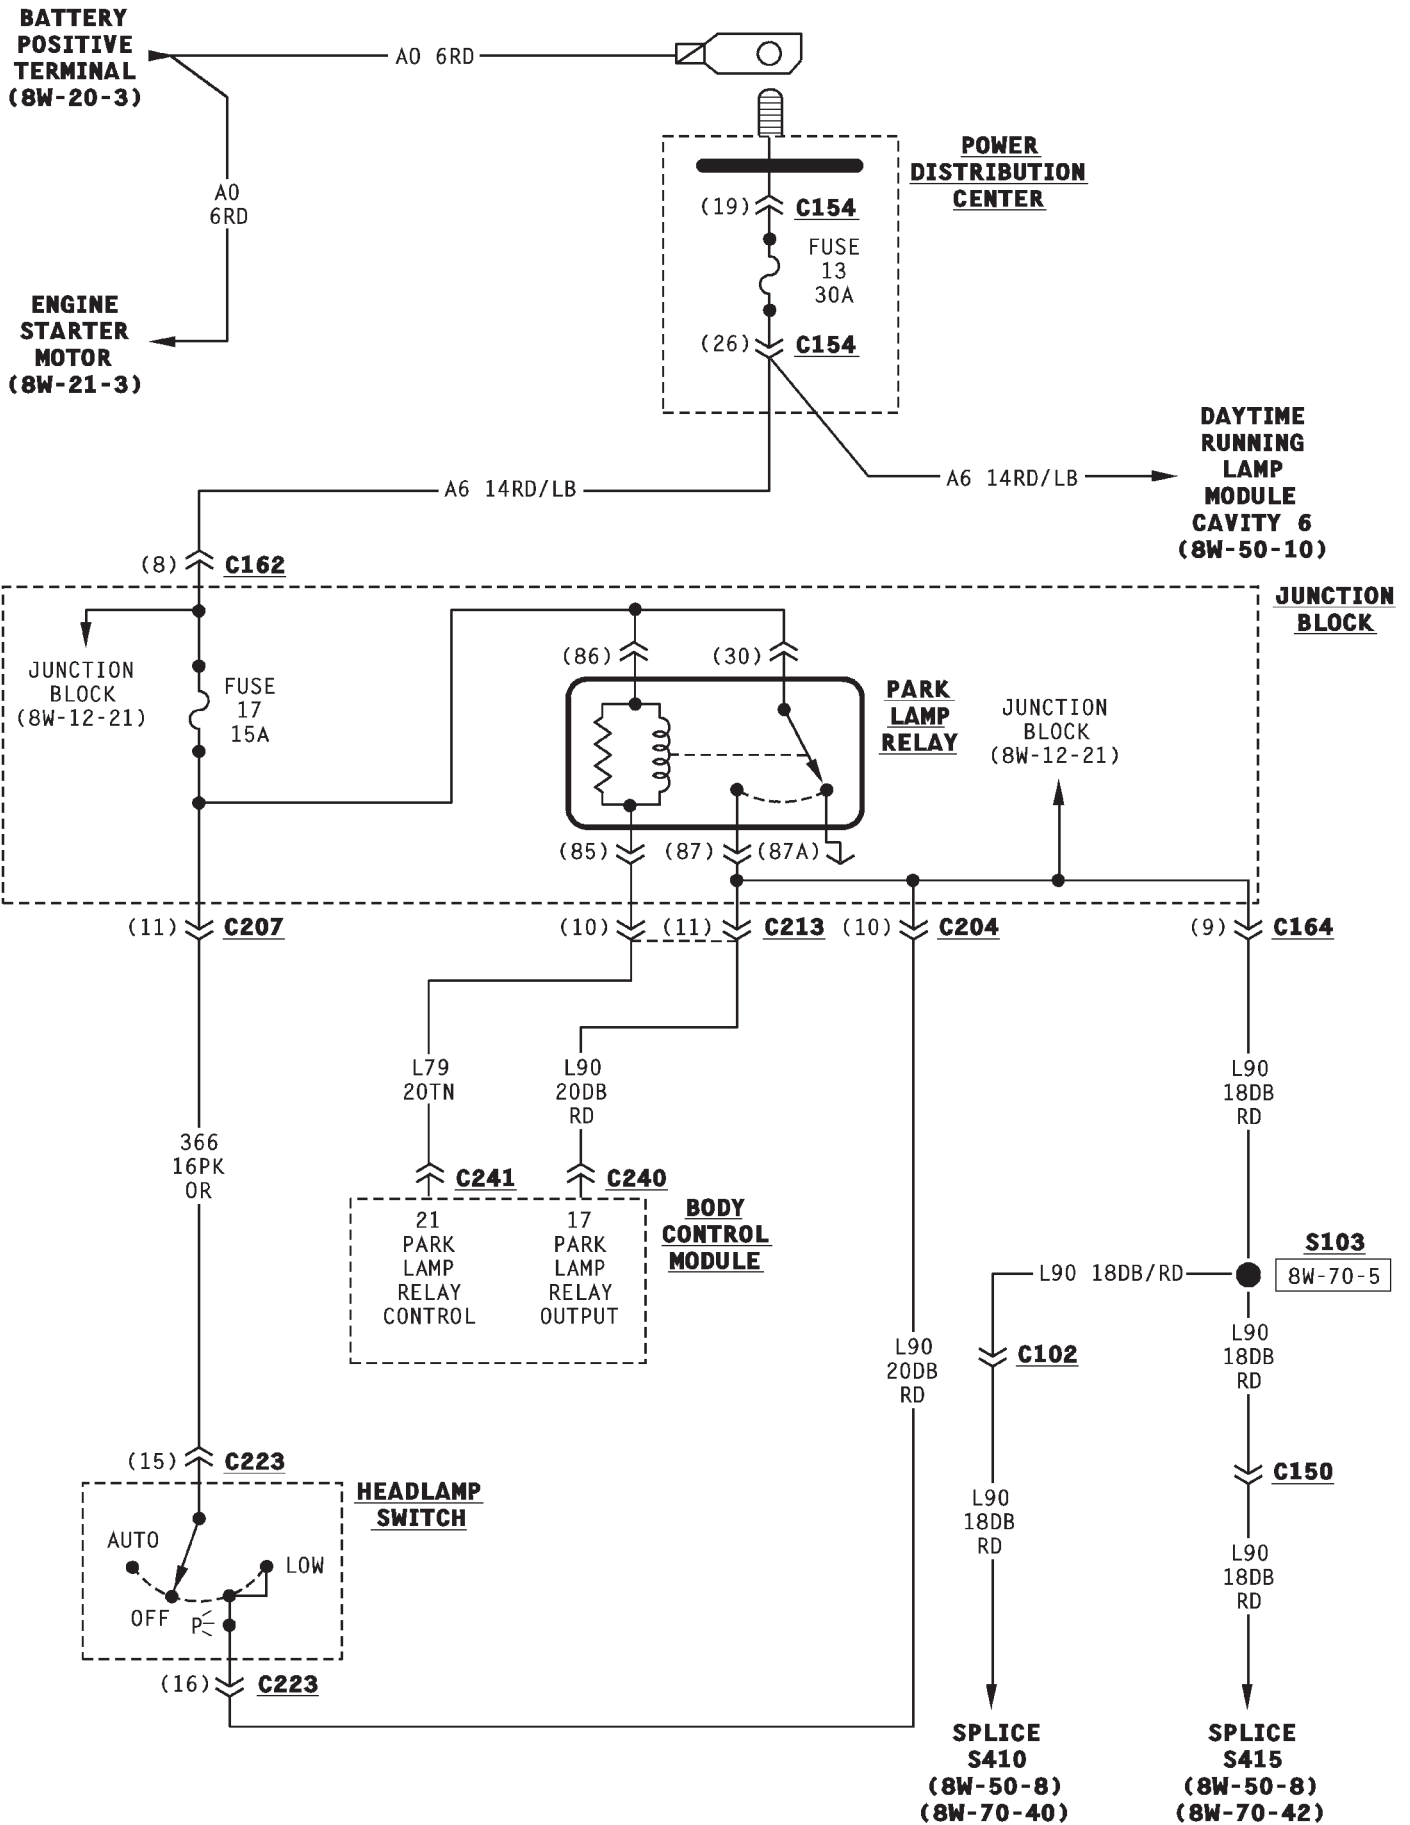 BATTERY
POSITIVE
TERMINAL
(8W-20-3)
A0 6RD
A0
6RD
ENGINE
STARTER
MOTOR
(8W-21-3)
POWER
DISTRIBUTION
CENTER
(19) C154
FUSE
13
30A
(26) C154
DAYTIME
RUNNING
LAMP
MODULE
CAVITY 6
(8W-50-10)
A6 14RD/LB
A6 14RD/LB
(8) C162
JUNCTION
BLOCK
JUNCTION
BLOCK
(8W-12-21)
FUSE
17
15A
(86)
(30)
PARK
LAMP
RELAY
JUNCTION
BLOCK
(8W-12-21)
(85)
(87)
(87A)
(11) C207
(10)
(11) C213
(10) C204
(9) C164
L79
20TN
L90
20DB
RD
L90
18DB
RD
366
16PK
OR
C241
C240
BODY
CONTROL
MODULE
21
PARK
LAMP
RELAY
CONTROL
17
PARK
LAMP
RELAY
OUTPUT
S103
8W-70-5
L90 18DB/RD
L90
20DB
RD
L90
18DB
RD
C102
C150
(15) C223
HEADLAMP
SWITCH
AUTO
OFF
P
LOW
L90
18DB
RD
L90
18DB
RD
(16) C223
SPLICE
S410
(8W-50-8)
(8W-70-40)
SPLICE
S415
(8W-50-8)
(8W-70-42)